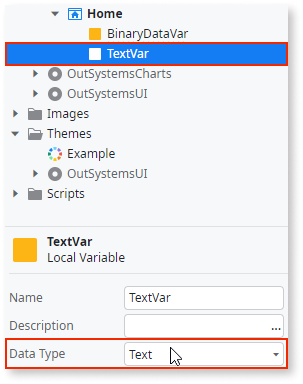 Home
BinaryDataVar
TextVar
OutSystemsCharts
OutSystemsUI
Images
Themes
Example
OutSystemsUI
Scripts
TextVar
Local Variable
Name TextVar
Description ...
Data Type Text